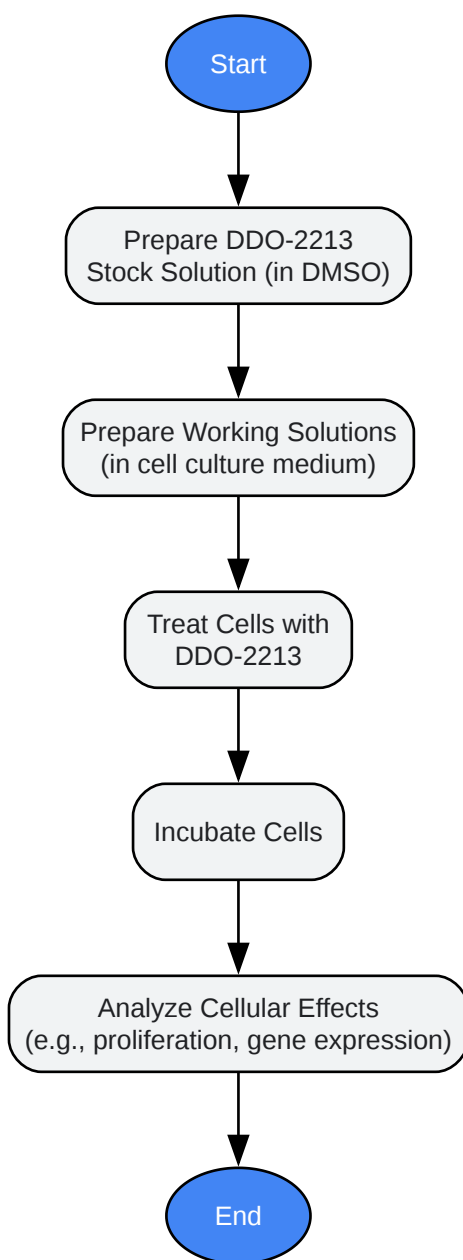 Start
Prepare DDO-2213
Stock Solution (in DMSO)
Prepare Working Solutions
(in cell culture medium)
Treat Cells with
DDO-2213
Incubate Cells
Analyze Cellular Effects
(e.g., proliferation, gene expression)
End